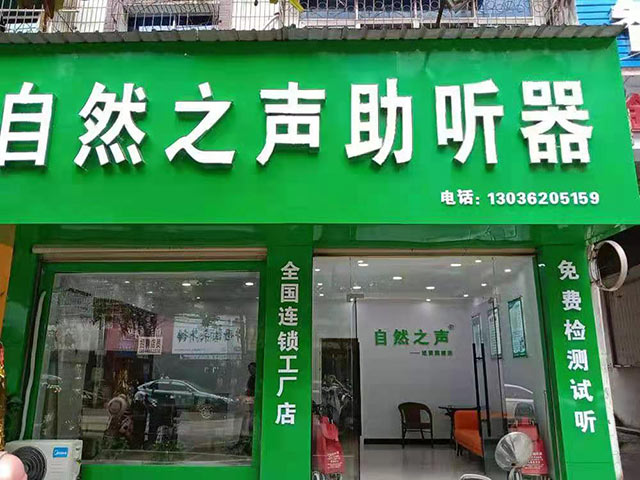 自然之声助听器
电话：13036205159
全国连锁工厂店
自然之声
免费检测试听
Midea